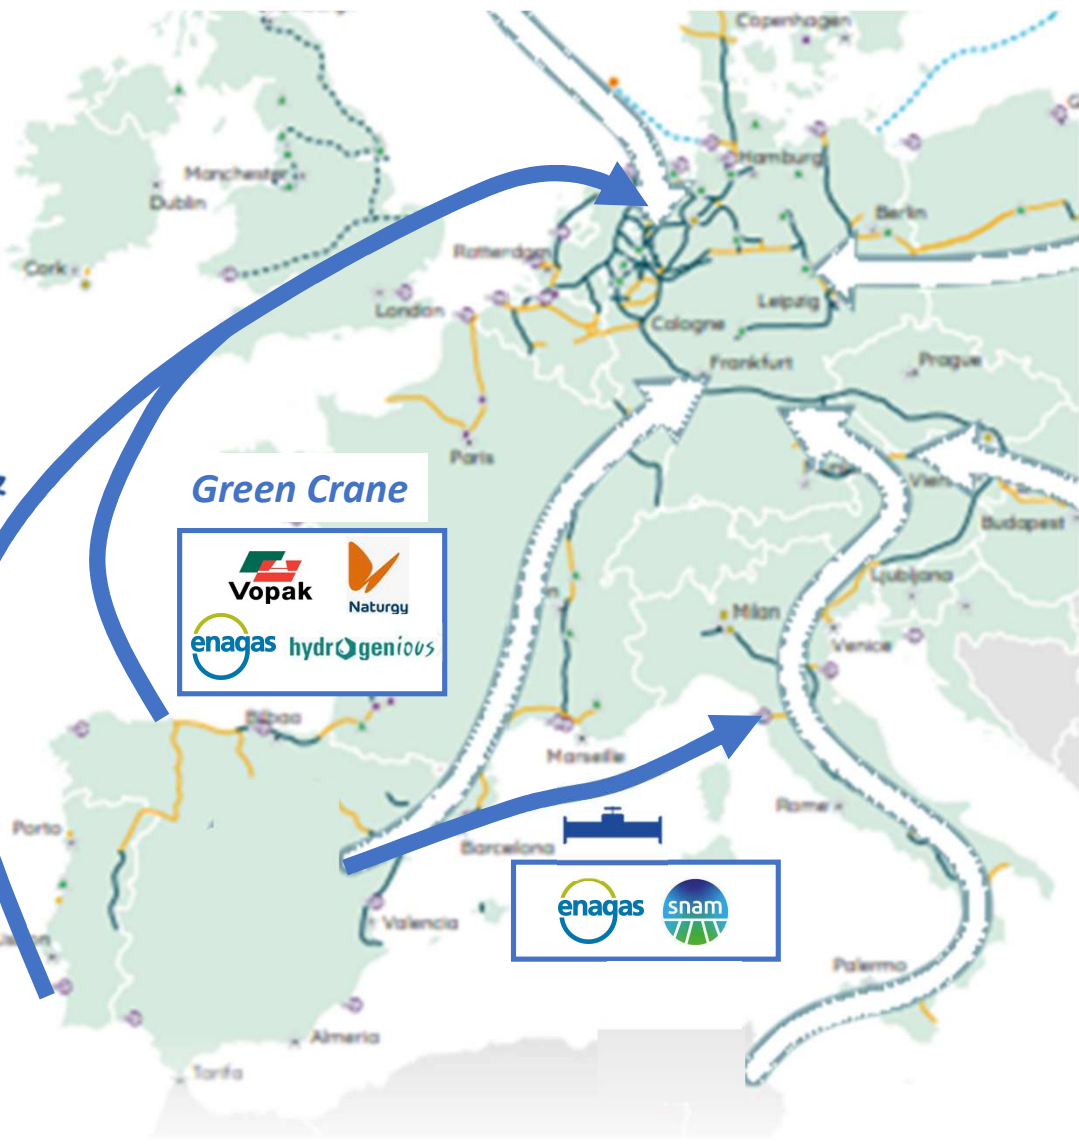 Copenhagen
Hamburg
Manchester
Dublin
Berlin
Rotterdam
Cork
London
Leipzig
Cologne
Frankfurt
Prague
Paris
Green Crane
Budapest
Vopak
Naturgy
Ljubljana
enagas
hydrogenious
Milan
Venice
Bilbao
Marseille
Rome
Porto
Barcelona
enagas
snam
Valencia
Palermo
Almeria
Tarifa